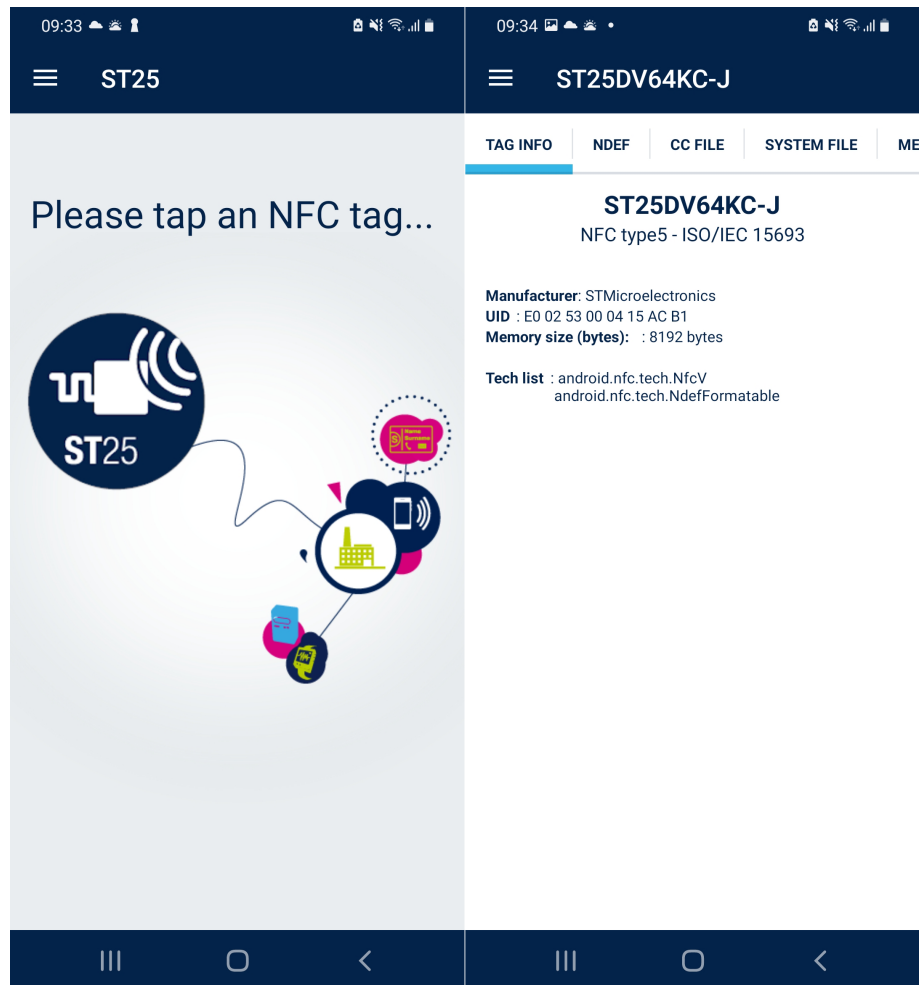 09:33
ST25
Please tap an NFC tag...
ST25
Name
Surname
09:34
ST25DV64KC-J
TAG INFO NDEF CC FILE SYSTEM FILE ME
ST25DV64KC-J
NFC type5 - ISO/IEC 15693
Manufacturer: STMicroelectronics
UID : E0 02 53 00 04 15 AC B1
Memory size (bytes): : 8192 bytes
Tech list : android.nfc.tech.NfcV
android.nfc.tech.NdefFormatable